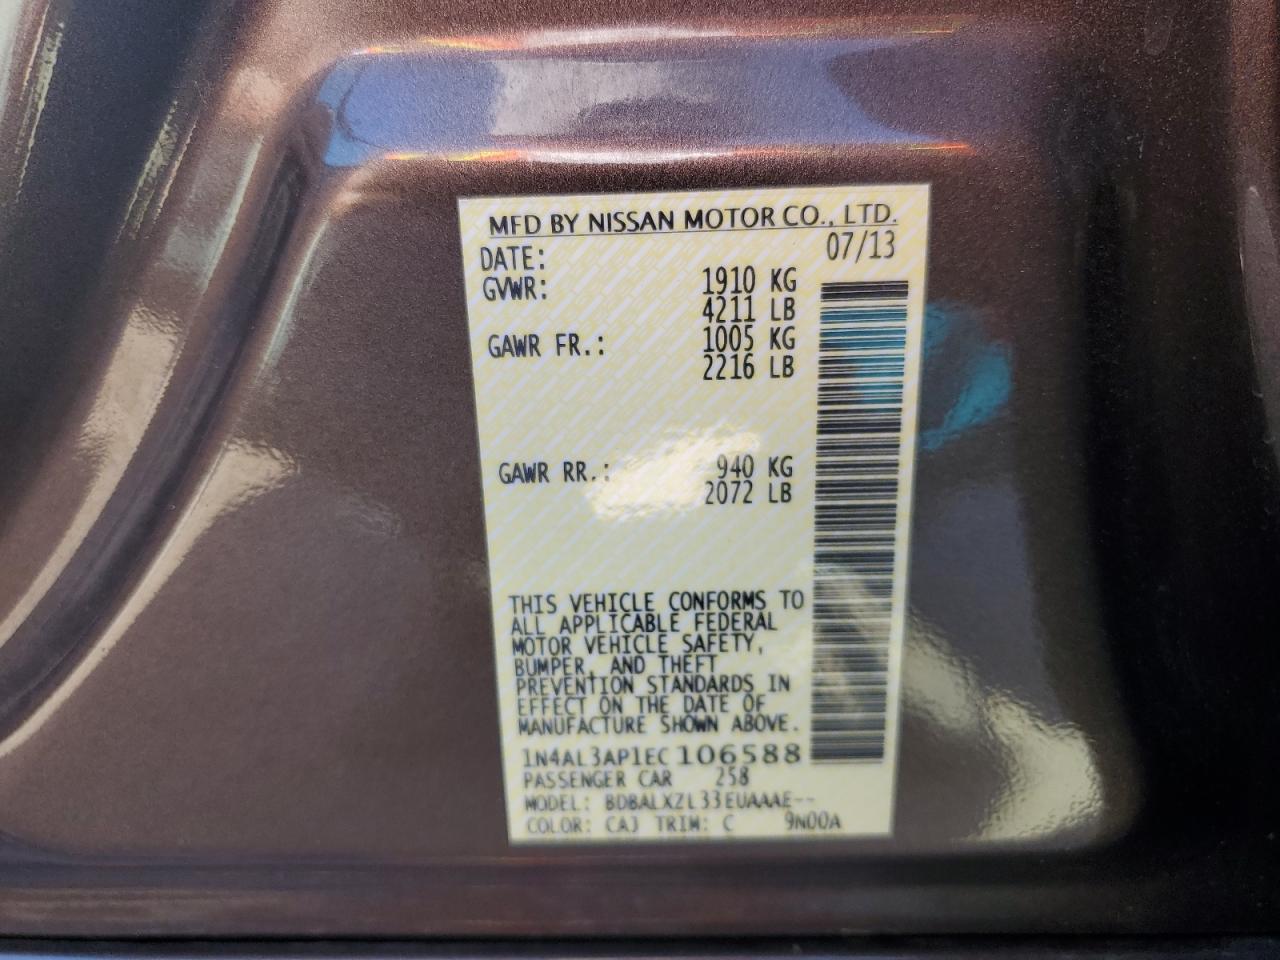 MFD BY NISSAN MOTOR CO., LTD.
DATE: 07/13
GVWR: 1910 KG
4211 LB
GAWR FR.: 1005 KG
2216 LB
GAWR RR.: 940 KG
2072 LB
THIS VEHICLE CONFORMS TO
ALL APPLICABLE FEDERAL
MOTOR VEHICLE SAFETY,
BUMPER, AND THEFT
PREVENTION STANDARDS IN
EFFECT ON THE DATE OF
MANUFACTURE SHOWN ABOVE.
1N4AL3AP1EC106588
PASSENGER CAR 258
MODEL: BDBALXZL33EUAAAE--
COLOR: CAJ TRIM: C 9N00A